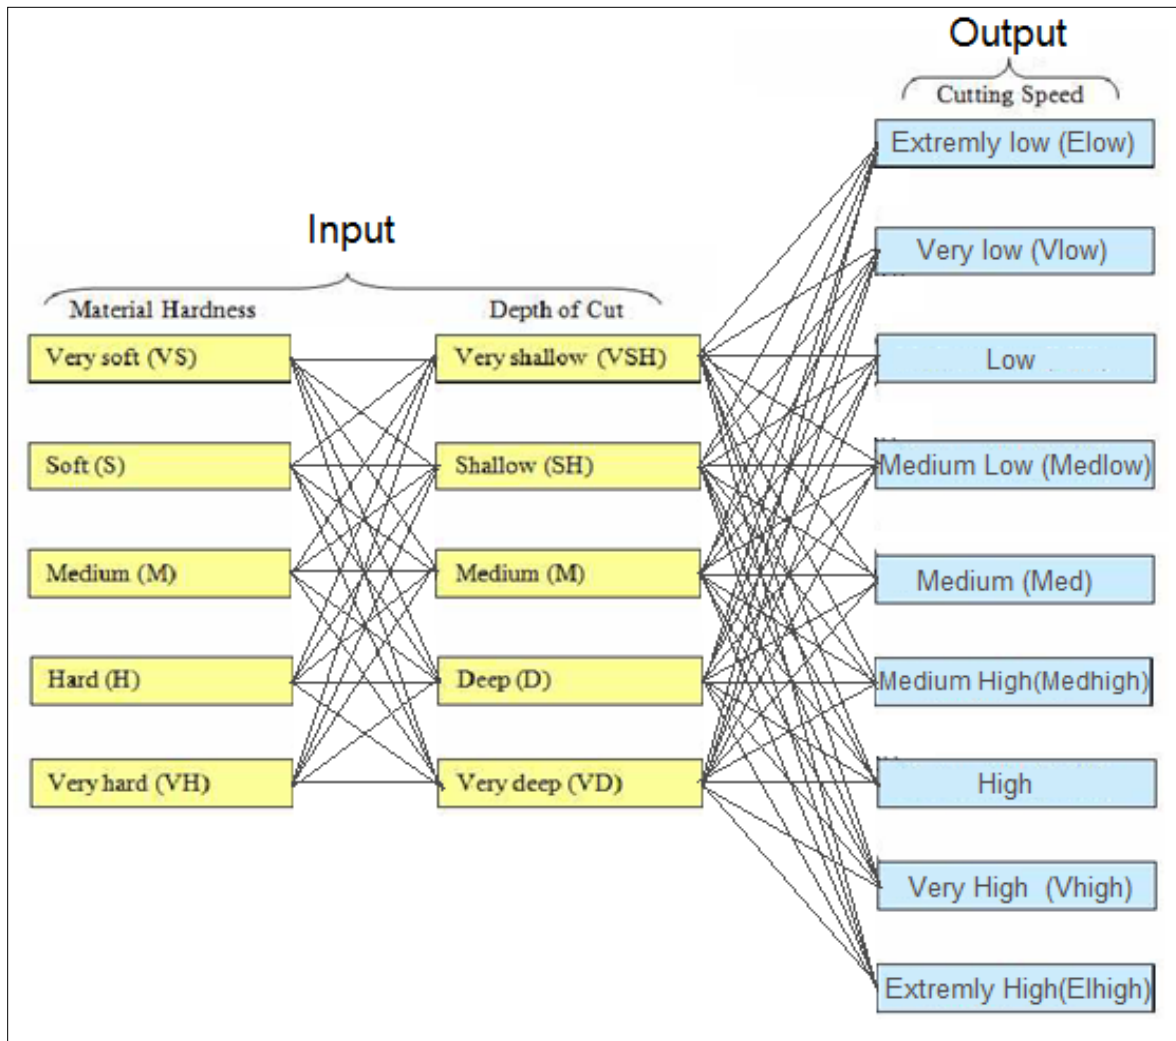 Output
Cutting Speed
Extremly low (Elow)
Very low (Vlow)
Input
Material Hardness
Depth of Cut
Very soft (VS)
Very shallow (VSH)
Low
Soft (S)
Shallow (SH)
Medium Low (Medlow)
Medium (M)
Medium (M)
Medium (Med)
Hard (H)
Deep (D)
Medium High(Medhigh)
Very hard (VH)
Very deep (VD)
High
Very High (Vhigh)
Extremly High(Elhigh)